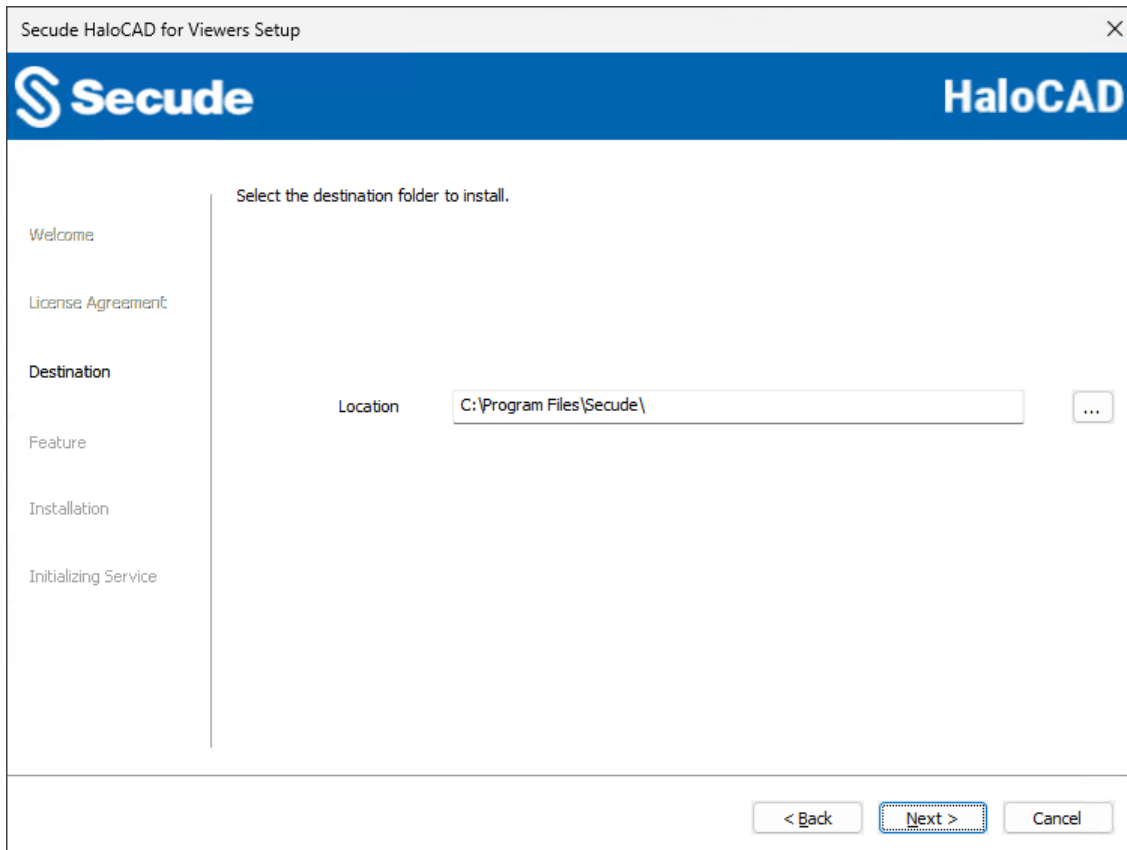 Secude HaloCAD for Viewers Setup
Secude
HaloCAD
Select the destination folder to install.
Welcome
License Agreement
Destination
Location
C:\Program Files\Secude\
...
Feature
Installation
Initializing Service
< Back
Next >
Cancel